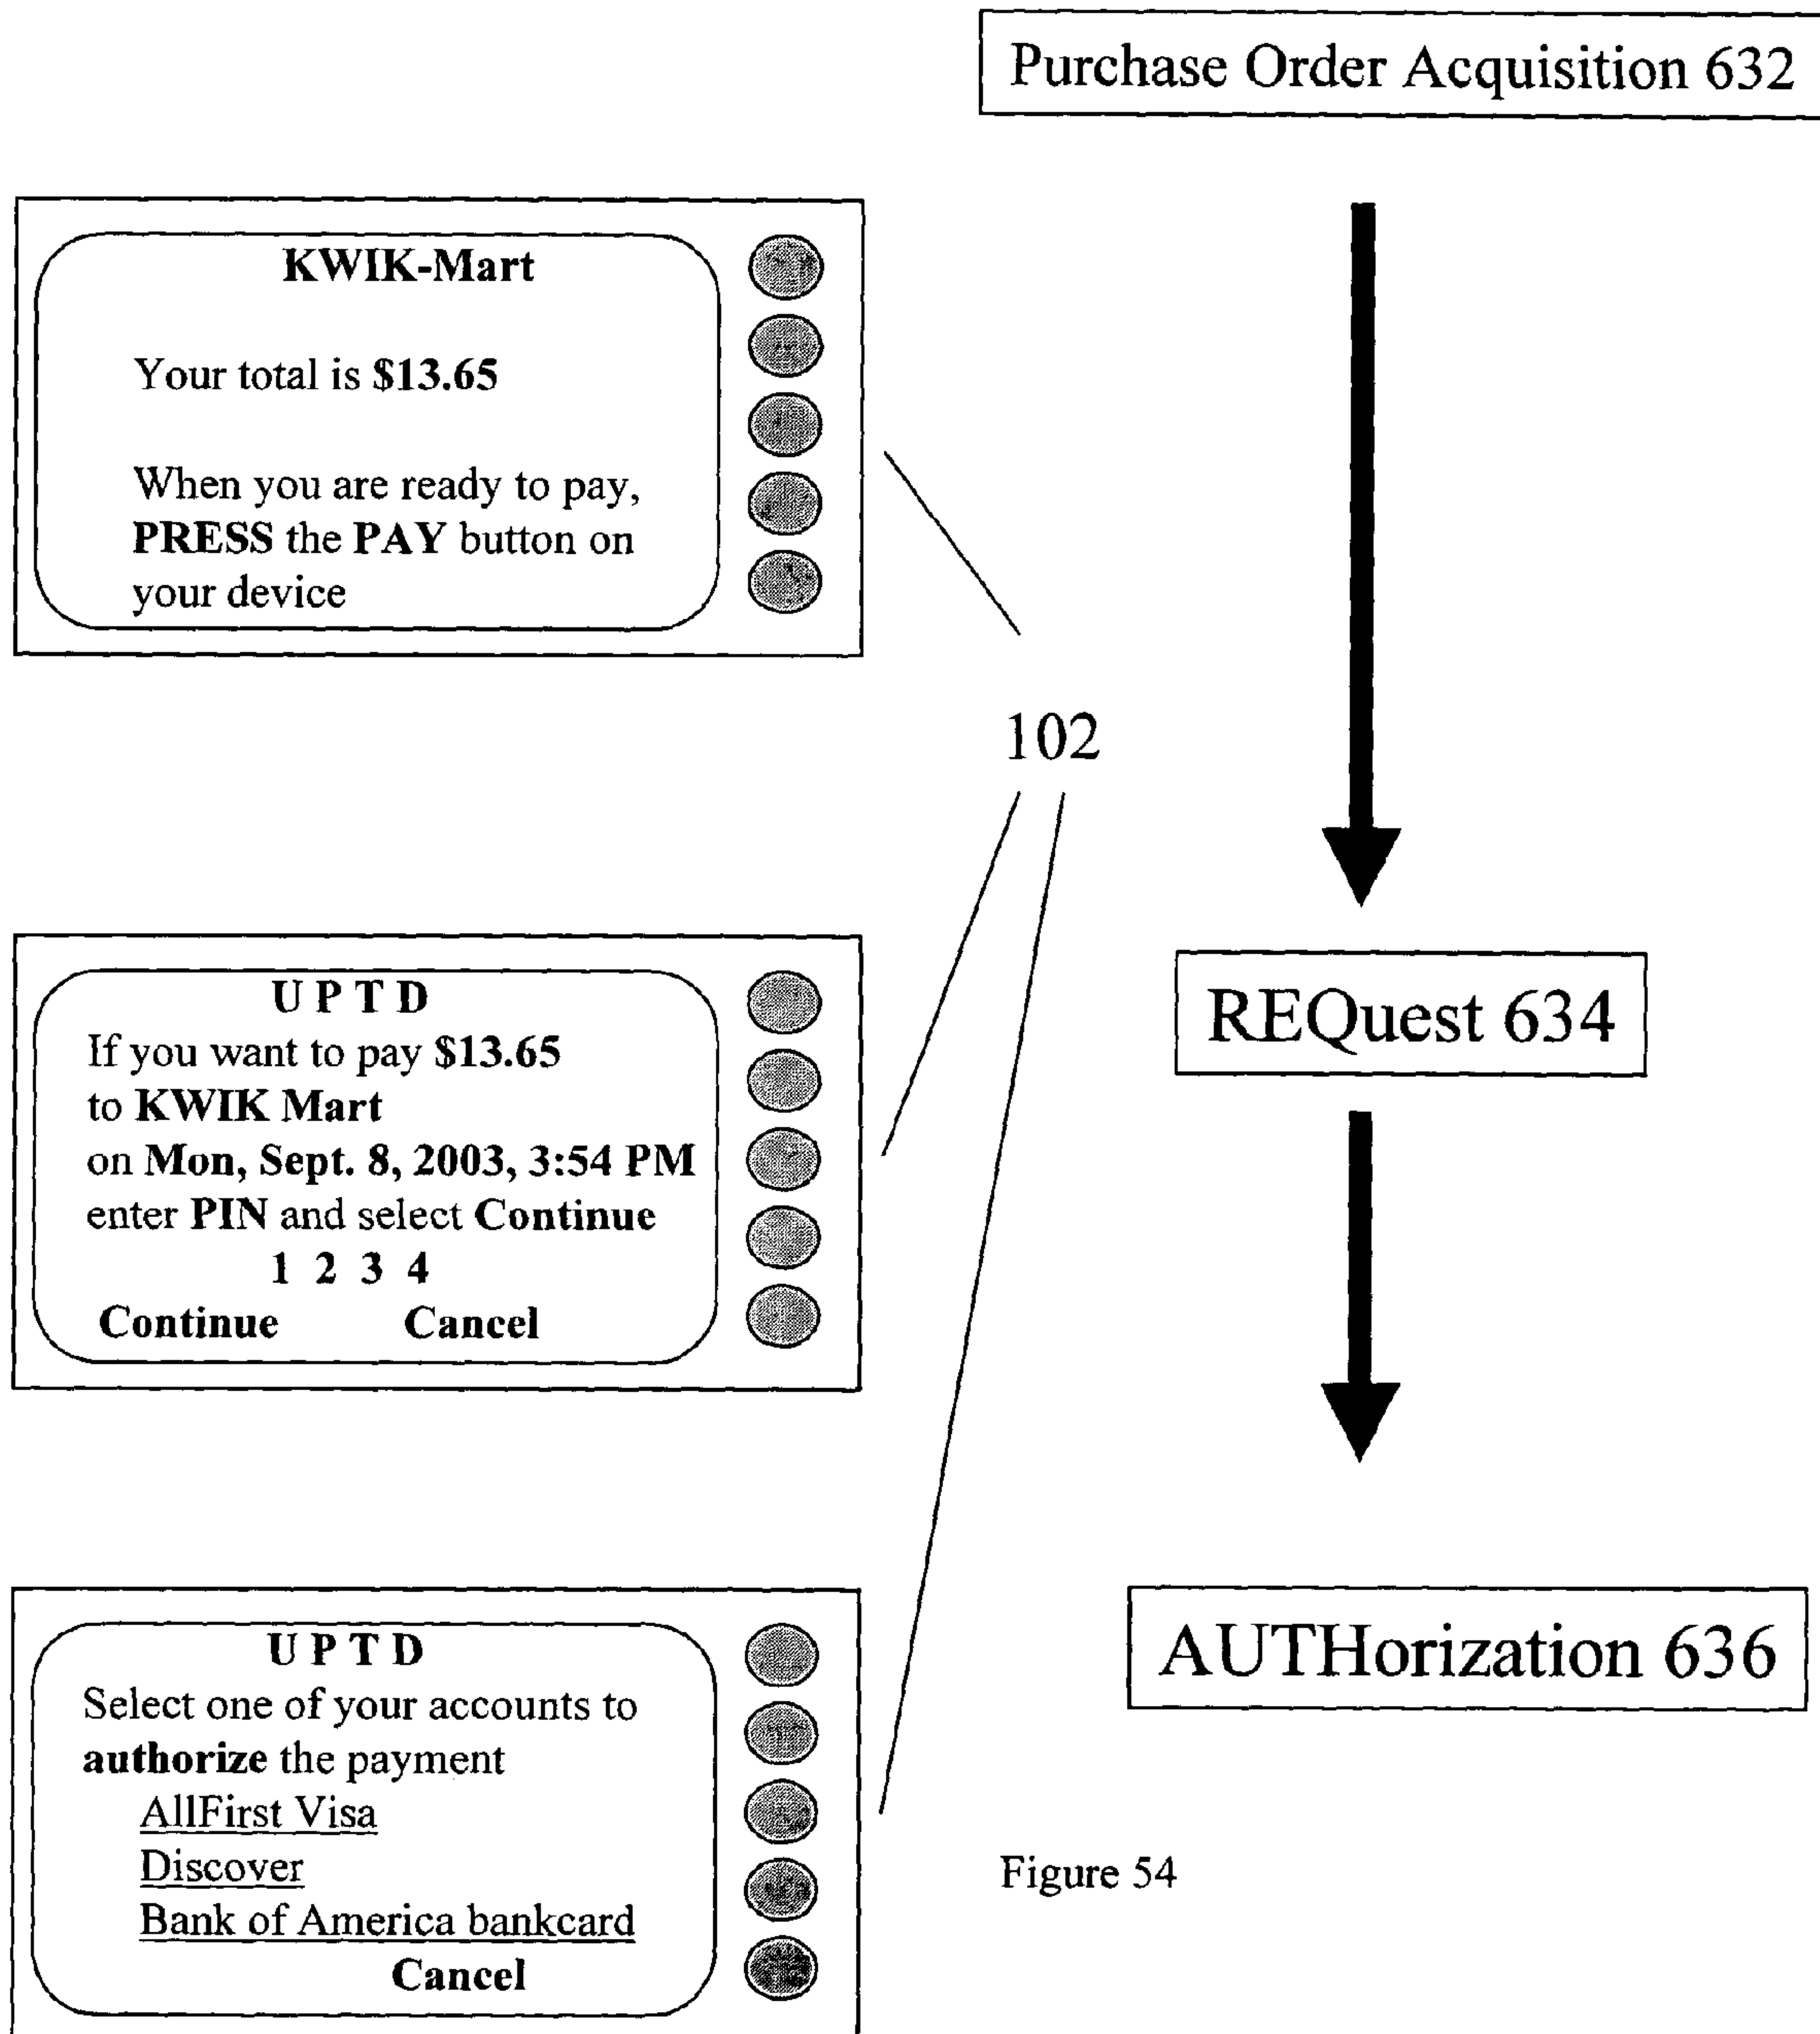 Purchase Order Acquisition 632
KWIK-Mart
Your total is $13.65
When you are ready to pay,
PRESS the PAY button on
your device
102
UPTD
If you want to pay $13.65
to KWIK Mart
on Mon, Sept. 8, 2003, 3:54 PM
enter PIN and select Continue
1 2 3 4
Continue Cancel
REQuest 634
UPTD
Select one of your accounts to
authorize the payment
AllFirst Visa
Discover
Bank of America bankcard
Cancel
AUTHorization 636
Figure 54